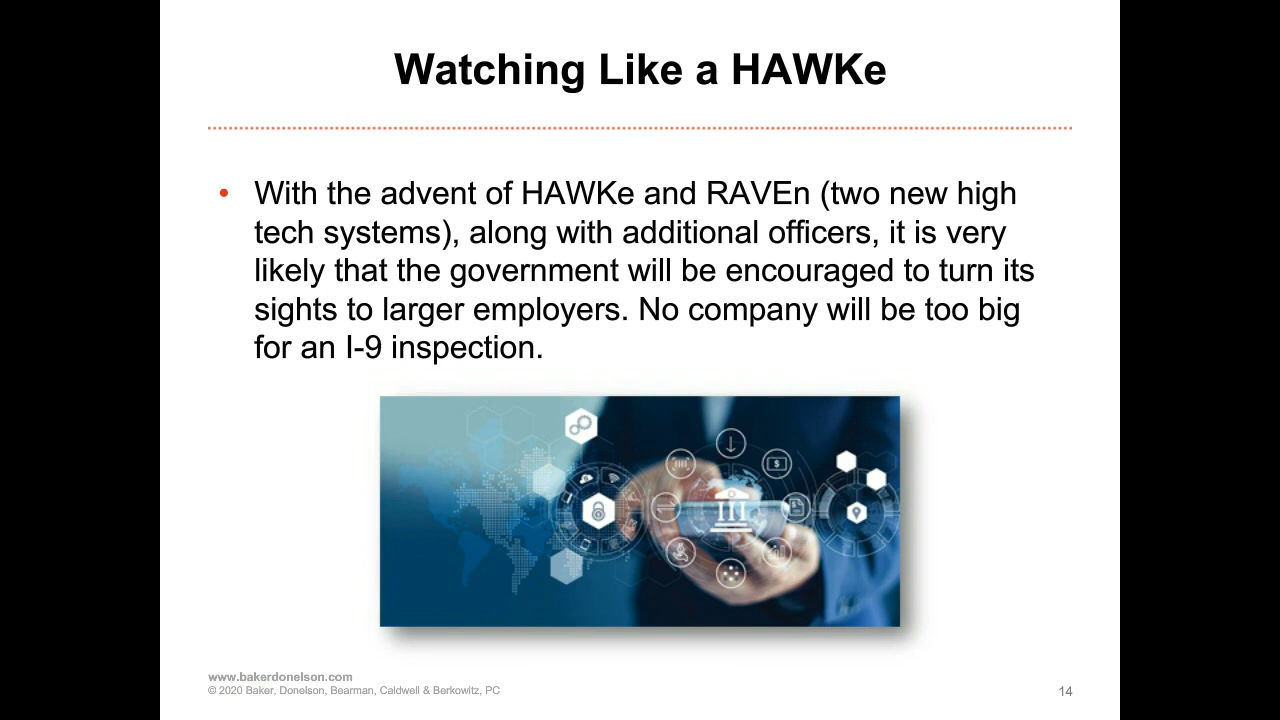 Watching Like a HAWKe
• With the advent of HAWKe and RAVEn (two new high
tech systems), along with additional officers, it is very
likely that the government will be encouraged to turn its
sights to larger employers. No company will be too big
for an I-9 inspection.
$
www.bakerdonelson.com
© 2020 Baker, Donelson, Bearman, Caldwell & Berkowitz, PC
14